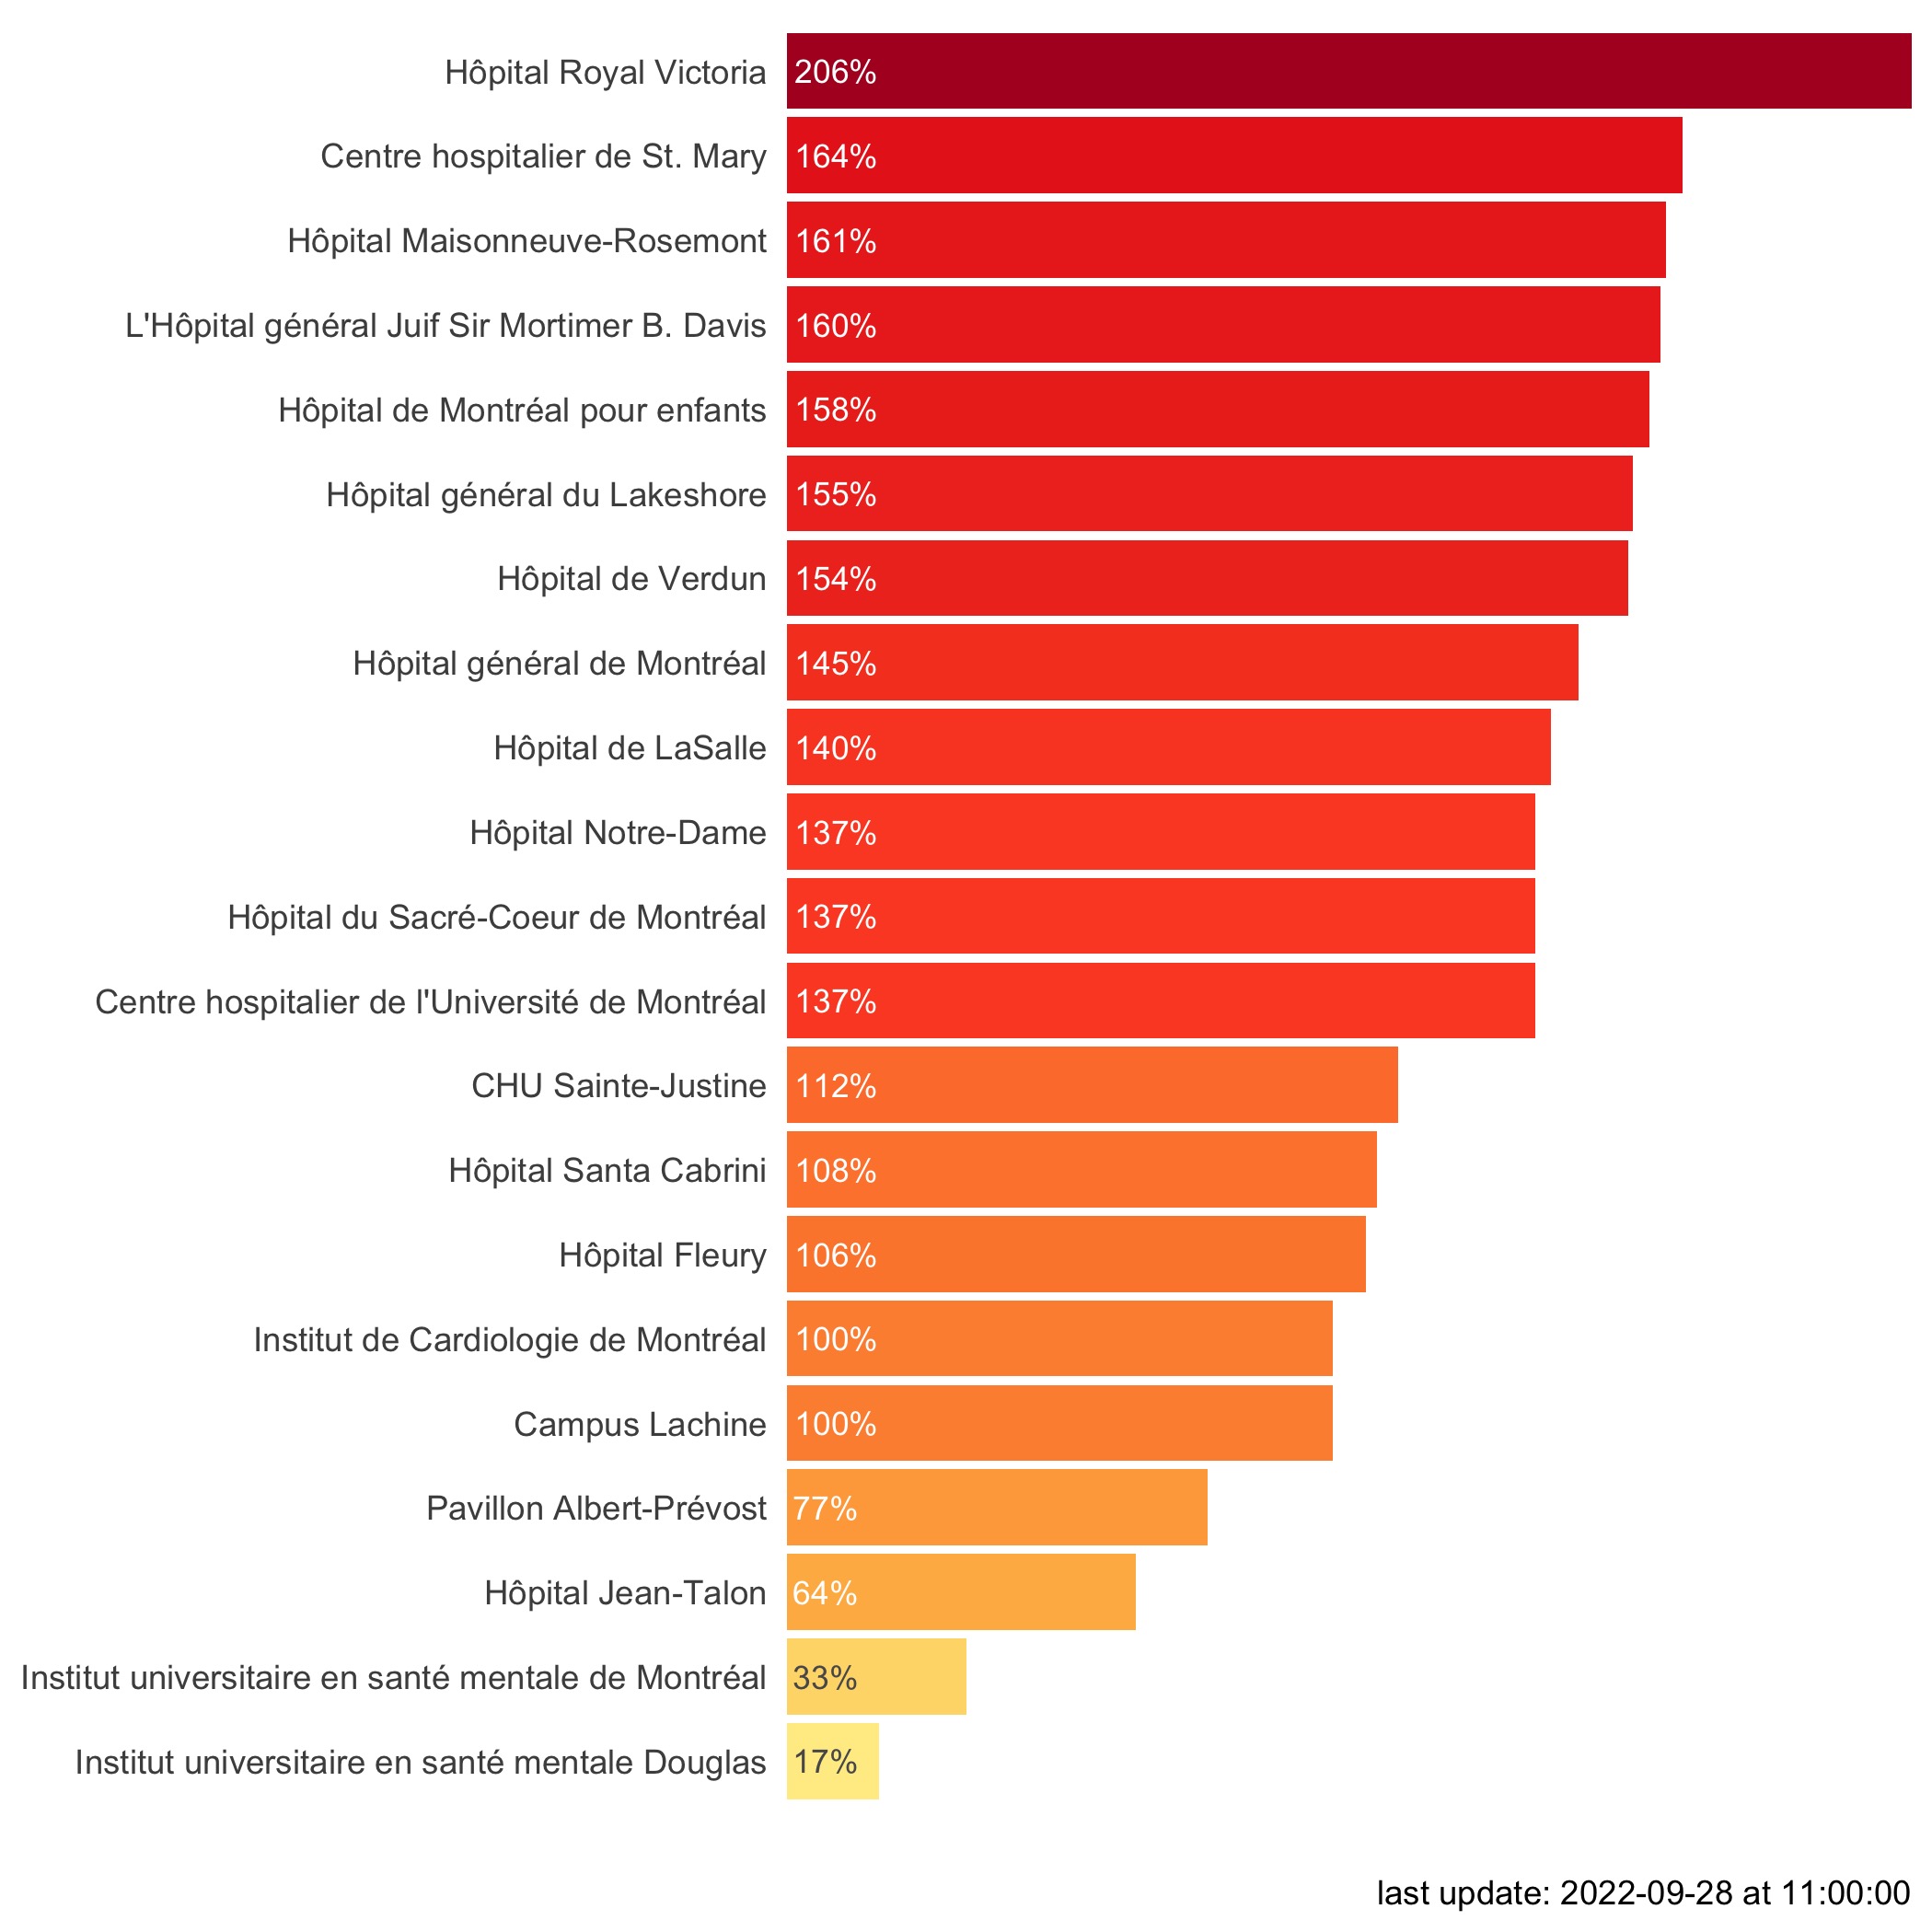 Hôpital Royal Victoria 206%
Centre hospitalier de St. Mary 164%
Hôpital Maisonneuve-Rosemont 161%
L'Hôpital général Juif Sir Mortimer B. Davis 160%
Hôpital de Montréal pour enfants 158%
Hôpital général du Lakeshore 155%
Hôpital de Verdun 154%
Hôpital général de Montréal 145%
Hôpital de LaSalle 140%
Hôpital Notre-Dame 137%
Hôpital du Sacré-Coeur de Montréal 137%
Centre hospitalier de l'Université de Montréal 137%
CHU Sainte-Justine 112%
Hôpital Santa Cabrini 108%
Hôpital Fleury 106%
Institut de Cardiologie de Montréal 100%
Campus Lachine 100%
Pavillon Albert-Prévost 77%
Hôpital Jean-Talon 64%
Institut universitaire en santé mentale de Montréal 33%
Institut universitaire en santé mentale Douglas 17%
last update: 2022-09-28 at 11:00:00